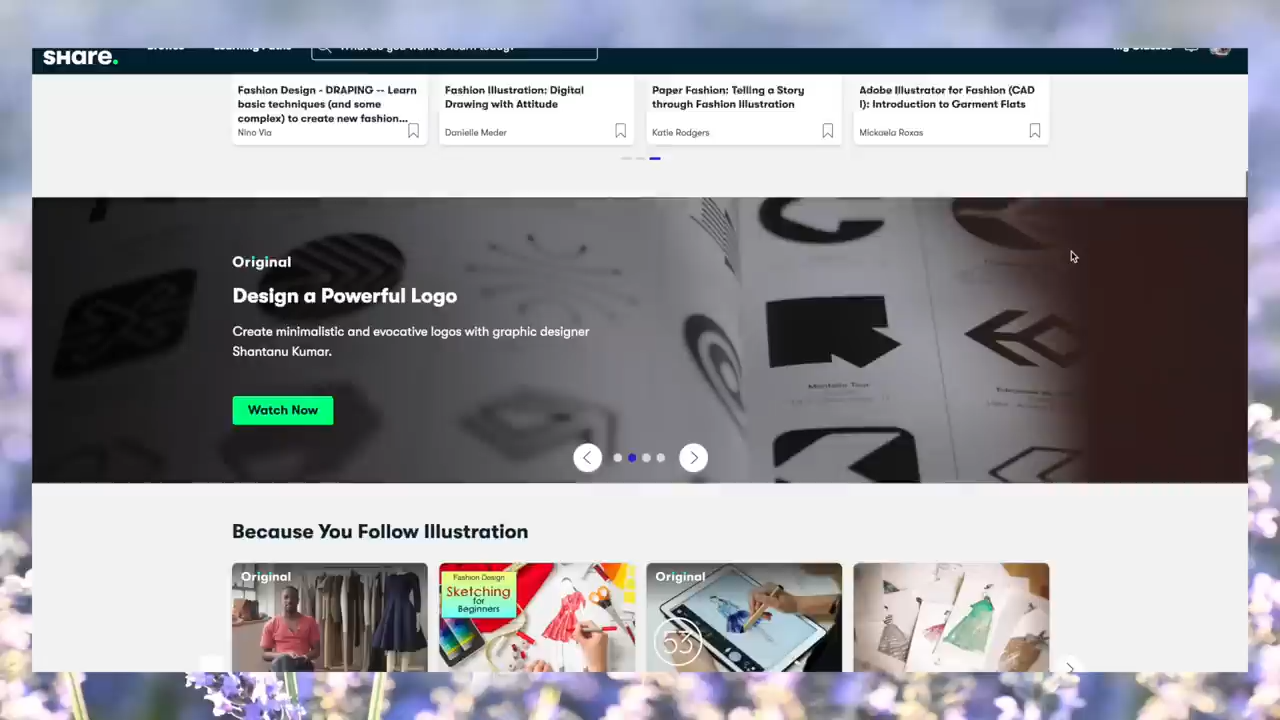 sHare.
Fashion Design - DRAPING -- Learn
basic techniques (and some
complex) to create new fashion...
Nino Via
Fashion Illustration: Digital
Drawing with Attitude
Danielle Meder
Paper Fashion: Telling a Story
through Fashion Illustration
Katie Rodgers
Adobe Illustrator for Fashion (CAD
I): Introduction to Garment Flats
Mickaela Roxas
Original
Design a Powerful Logo
Create minimalistic and evocative logos with graphic designer
Shantanu Kumar.
Watch Now
Because You Follow Illustration
Original
Fashion Design
Sketching
for
Beginners
Original
53